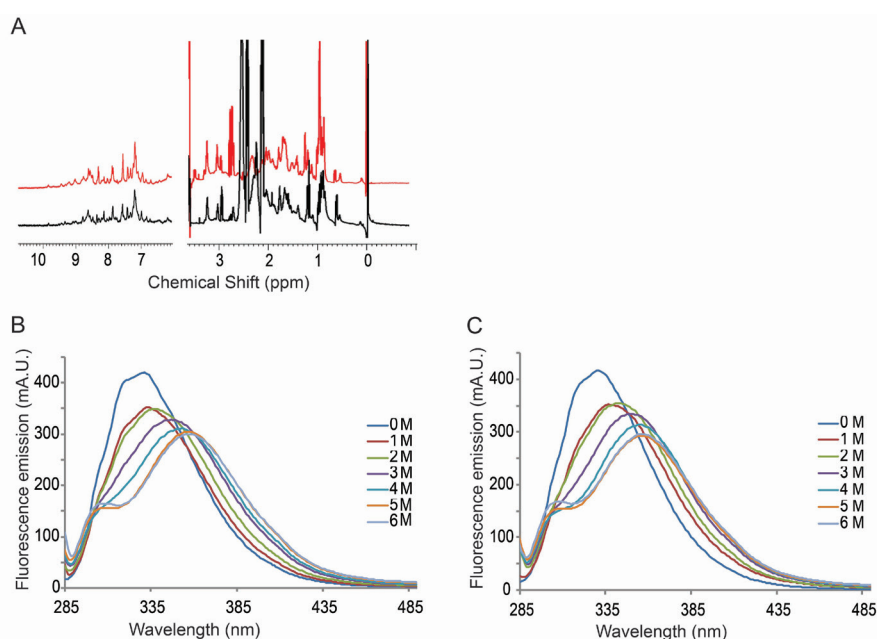 A
10 9 8 7 3 2 1 0
Chemical Shift (ppm)
B
Fluorescence emission (mA.U.)
400
300
200
100
0
285 335 385 435 485
Wavelength (nm)
0 M
1 M
2 M
3 M
4 M
5 M
6 M
C
Fluorescence emission (mA.U.)
400
300
200
100
0
285 335 385 435 485
Wavelength (nm)
0 M
1 M
2 M
3 M
4 M
5 M
6 M